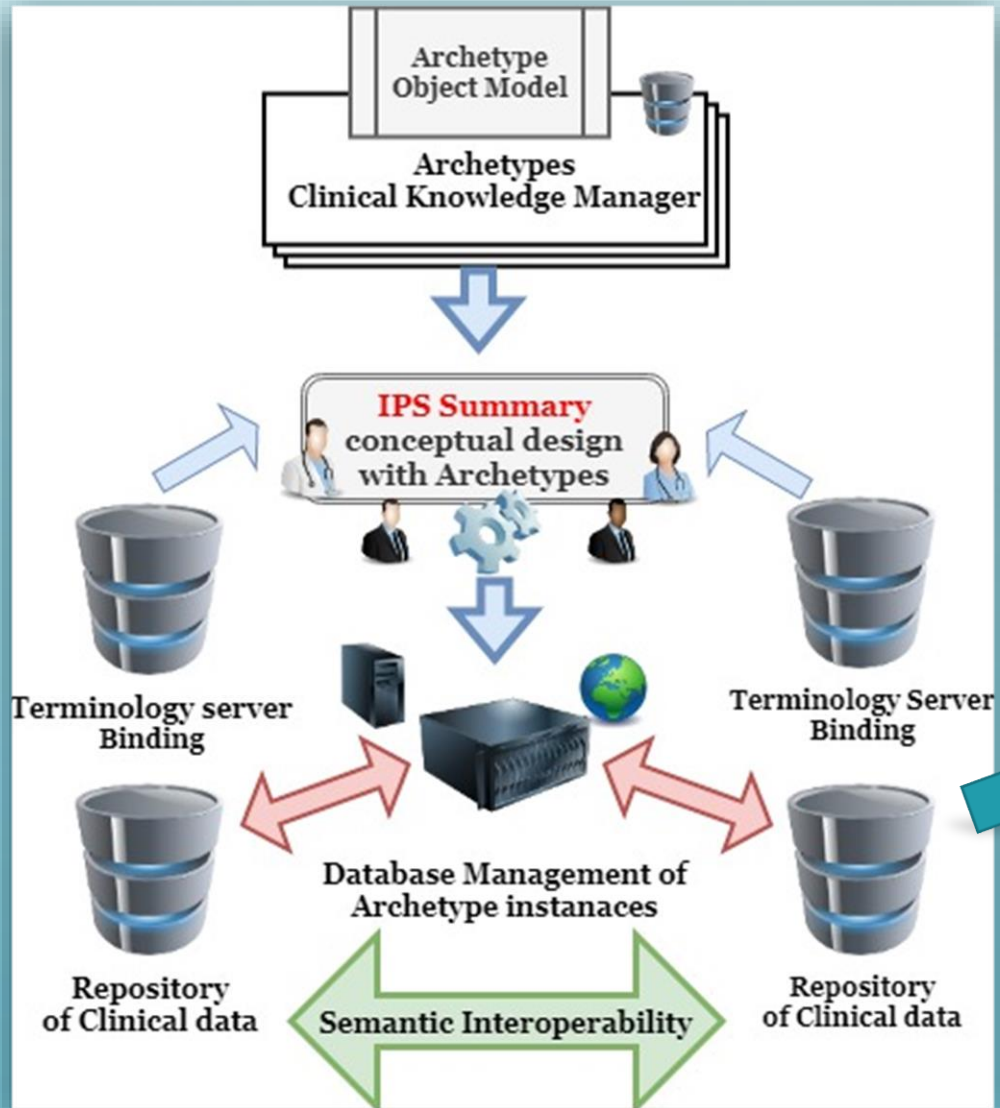 Archetype
Object Model
Archetypes
Clinical Knowledge Manager
IPS Summary
conceptual design
with Archetypes
Terminology server
Binding
Terminology Server
Binding
Database Management of
Archetype instanaces
Repository
of Clinical data
Repository
of Clinical data
Semantic Interoperability